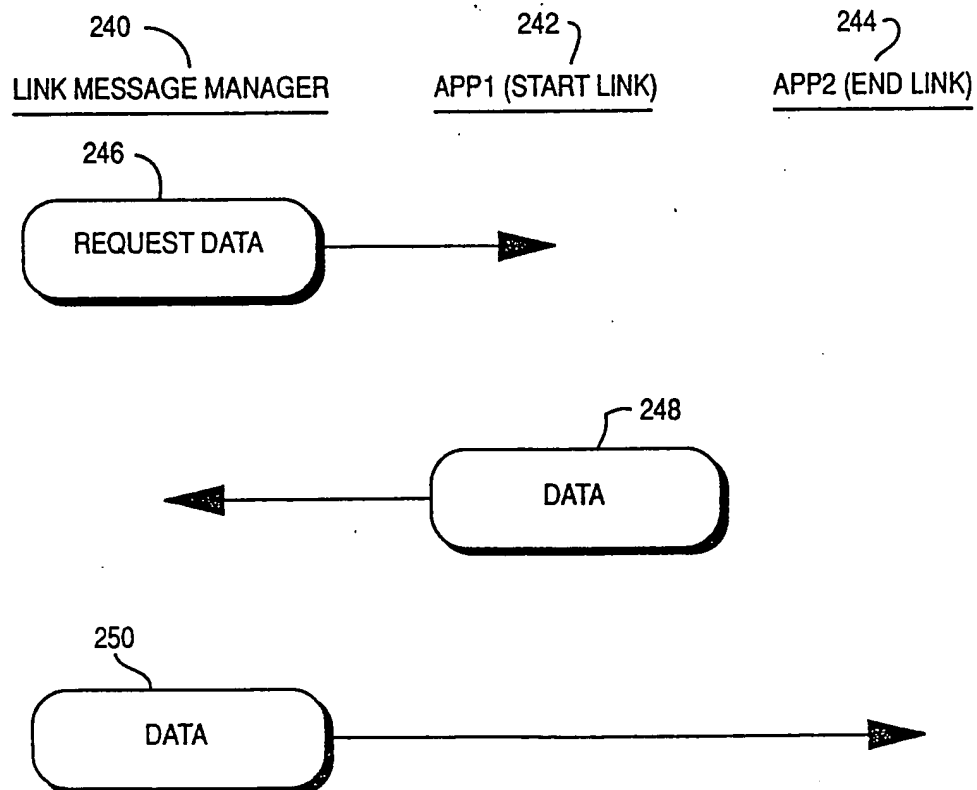 240
242
244
LINK MESSAGE MANAGER
APP1 (START LINK)
APP2 (END LINK)
246
REQUEST DATA
248
DATA
250
DATA